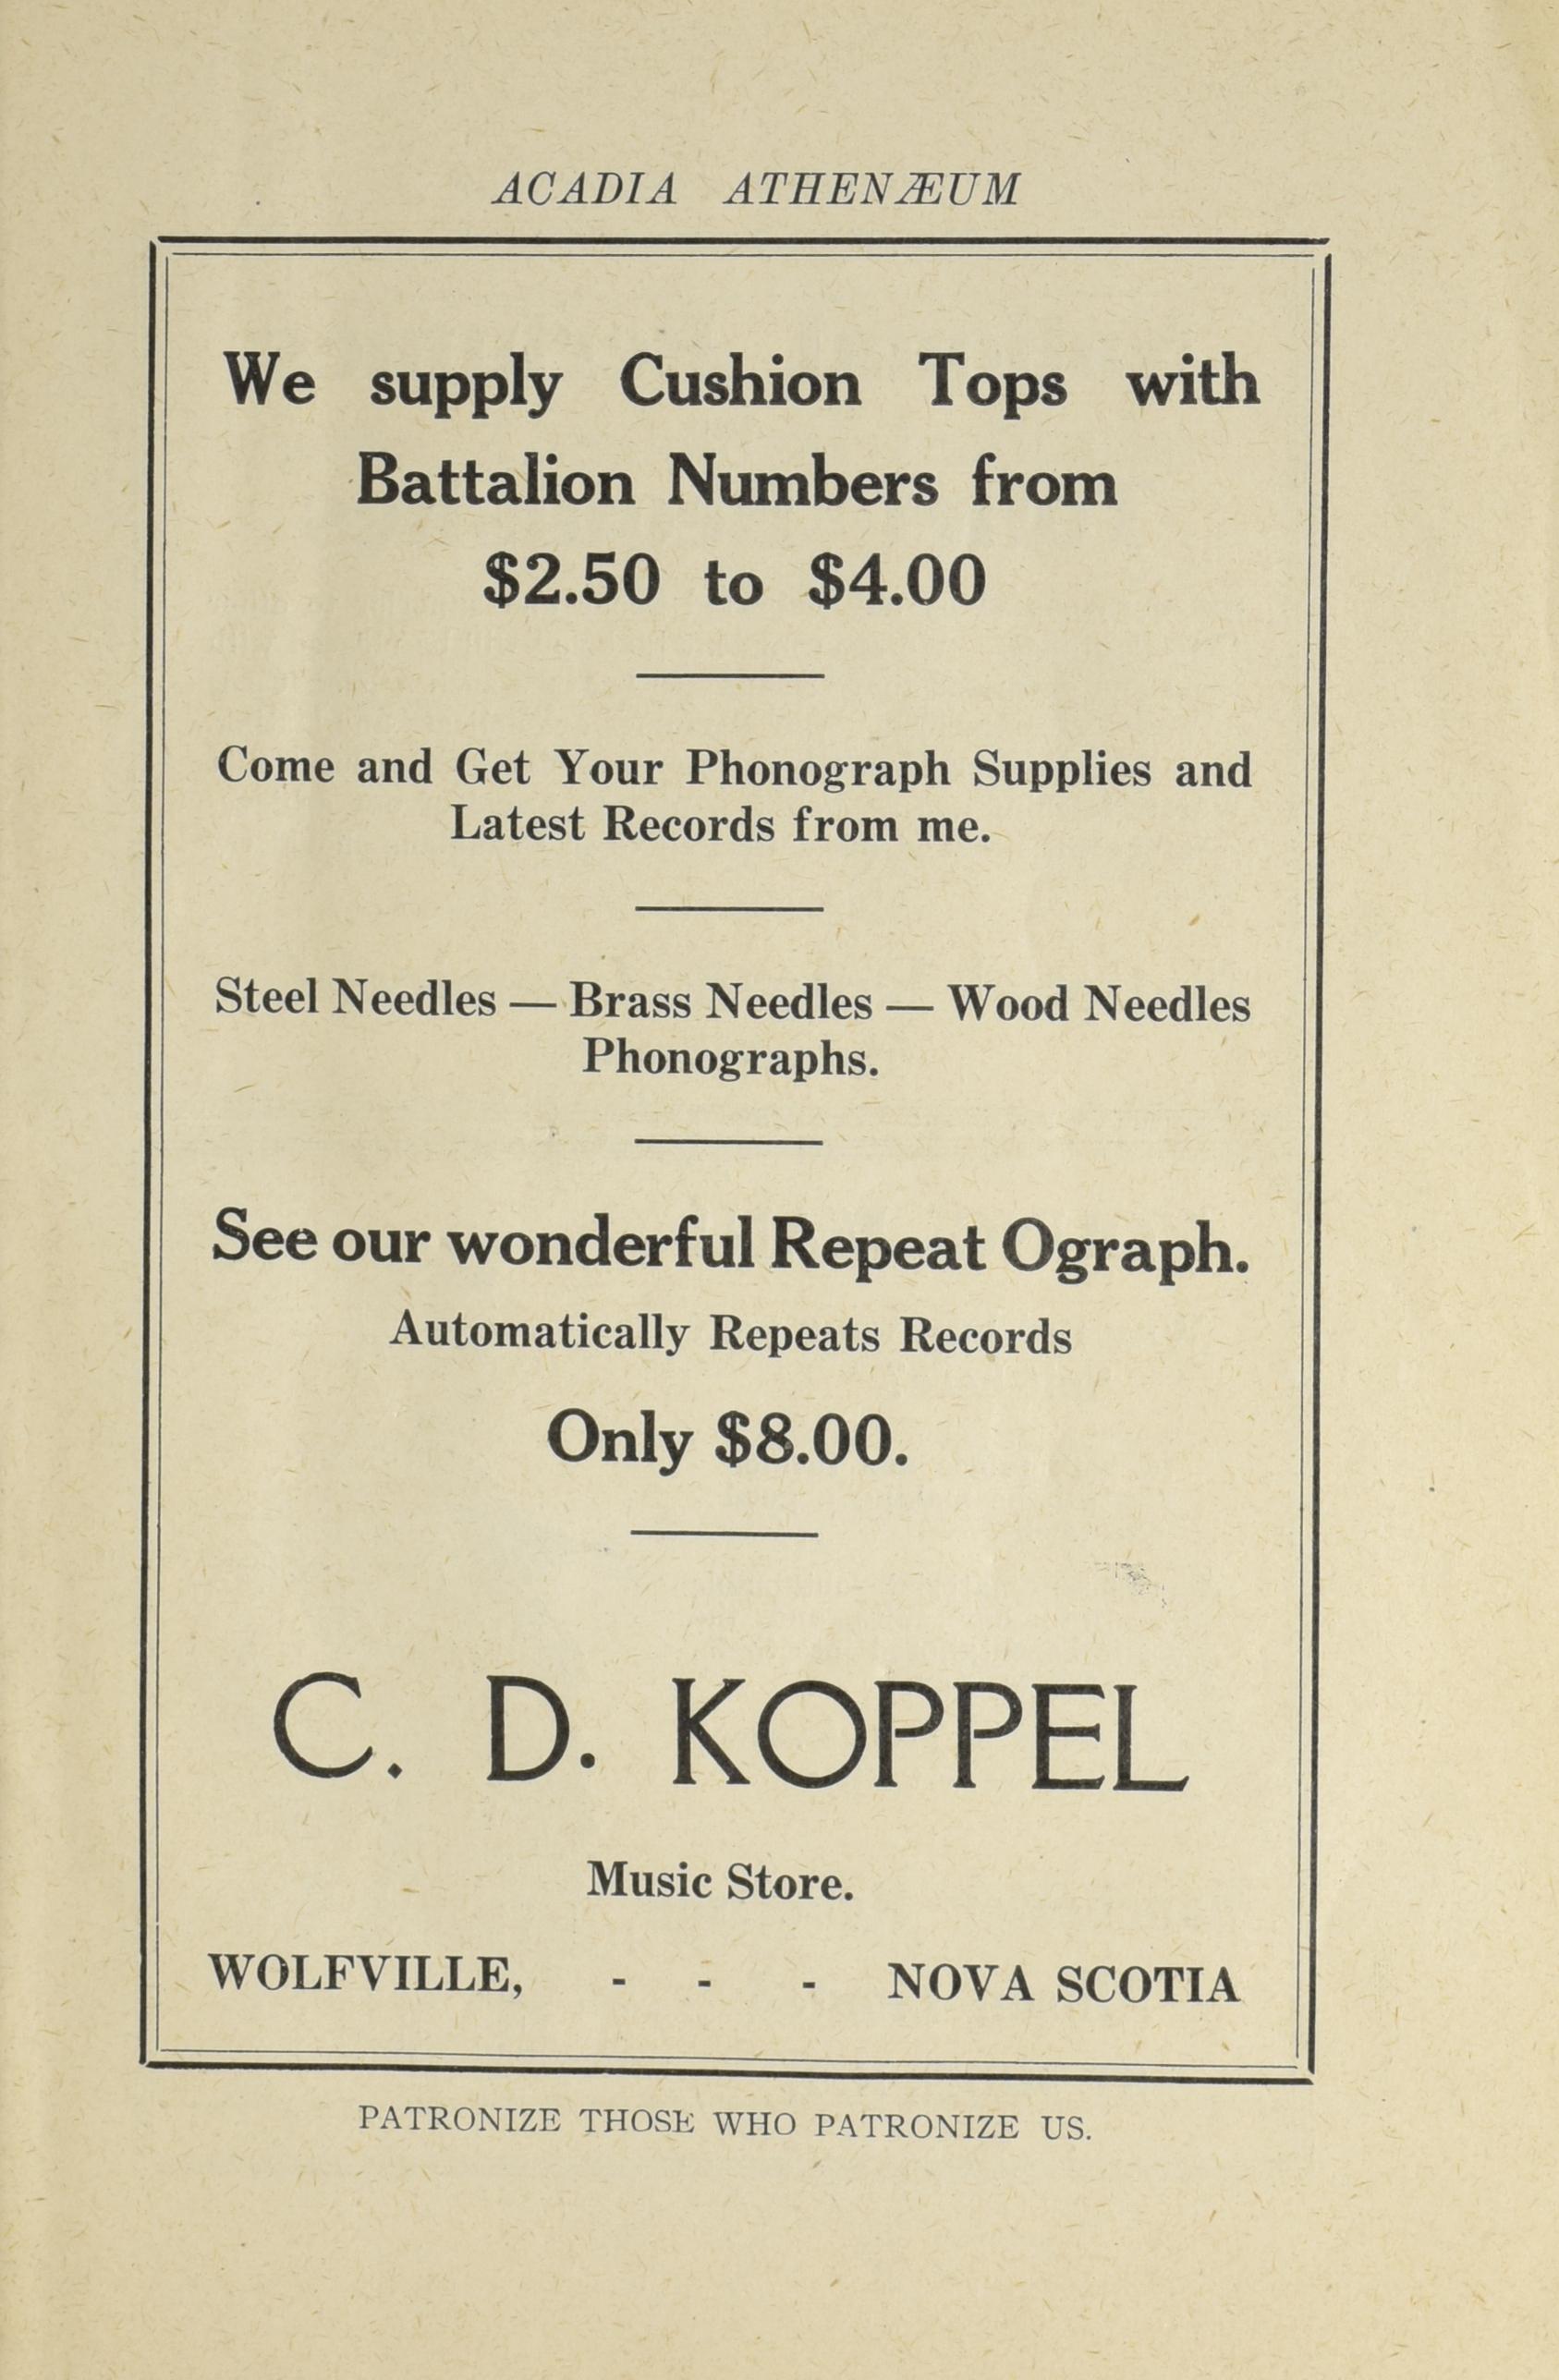 ACADIA ATHENÆUM
We supply Cushion Tops with
Battalion Numbers from
$2.50 to $4.00
Come and Get Your Phonograph Supplies and
Latest Records from me.
Steel Needles — Brass Needles — Wood Needles
Phonographs.
See our wonderful Repeat Ograph.
Automatically Repeats Records
Only $8.00.
C. D. KOPPEL
Music Store.
WOLFVILLE, - - - NOVA SCOTIA
PATRONIZE THOSE WHO PATRONIZE US.